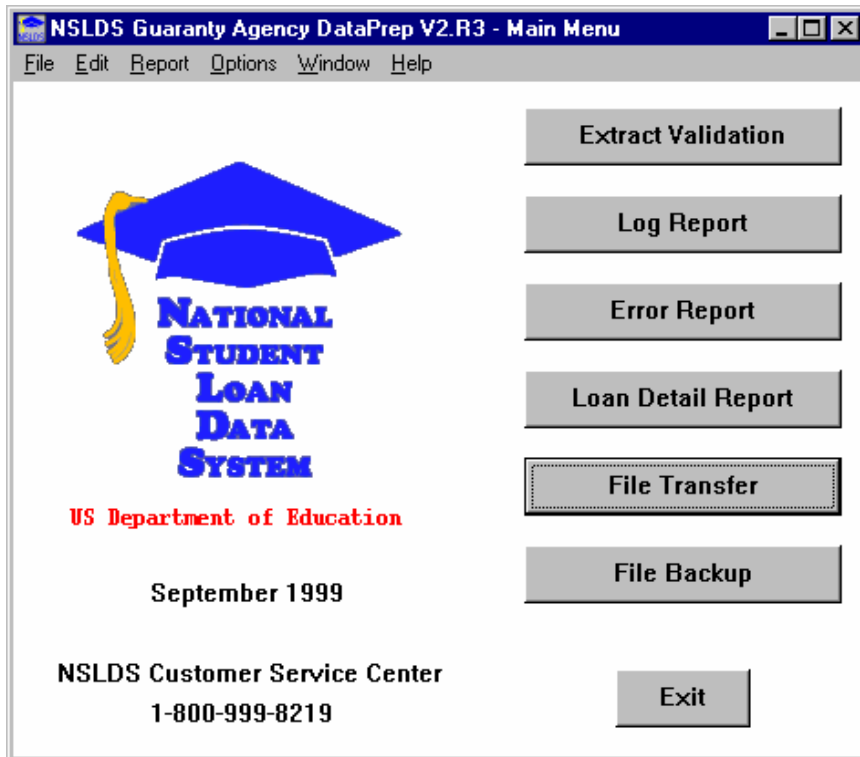 NSLDS Guaranty Agency DataPrep V2.R3 - Main Menu
File Edit Report Options Window Help
NATIONAL
STUDENT
LOAN
DATA
SYSTEM
US Department of Education
September 1999
NSLDS Customer Service Center
1-800-999-8219
Extract Validation
Log Report
Error Report
Loan Detail Report
File Transfer
File Backup
Exit